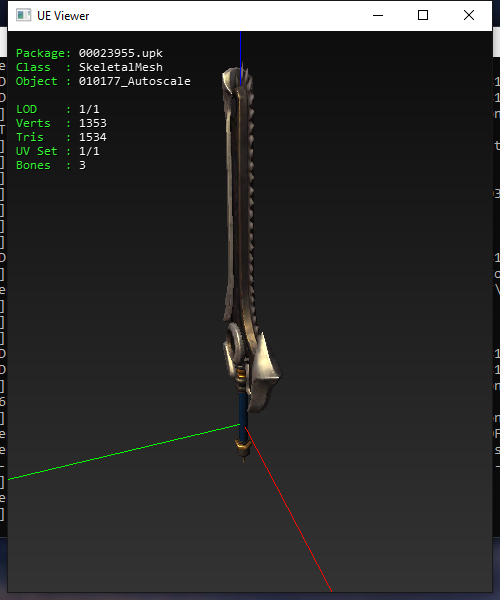 UE Viewer
Package: 00023955.upk
Class : SkeletalMesh
Object : 010177_Autoscale
LOD : 1/1
Verts : 1353
Tris : 1534
UV Set : 1/1
Bones : 3